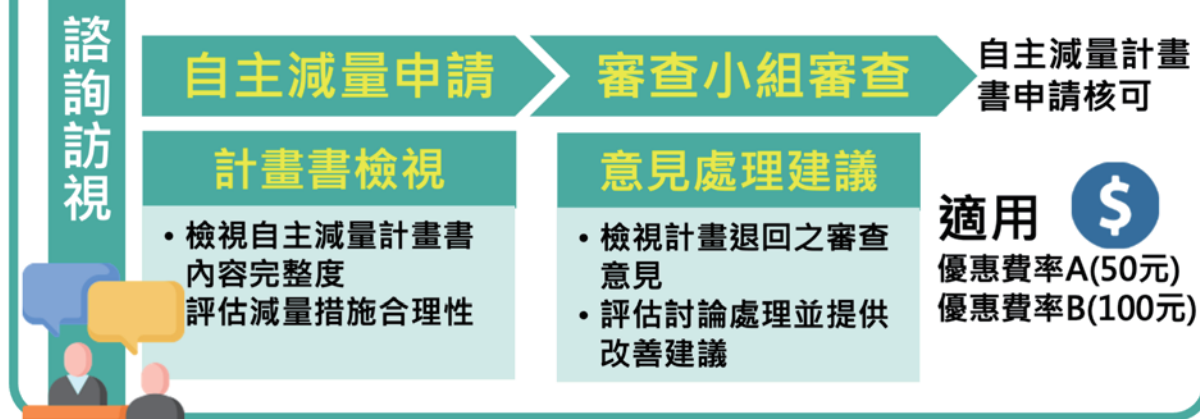 諮詢訪視
自主減量申請
審查小組審查
自主減量計畫
書申請核可
計畫書檢視
• 檢視自主減量計畫書
內容完整度
評估減量措施合理性
意見處理建議
• 檢視計畫退回之審查
意見
• 評估討論處理並提供
改善建議
適用
$
優惠費率A(50元)
優惠費率B(100元)